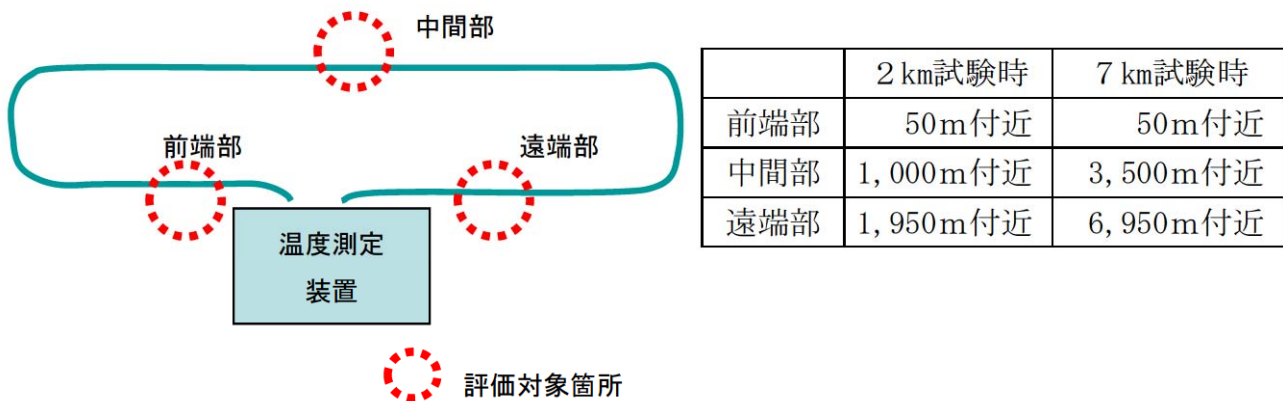 中間部
前端部
遠端部
温度測定
装置
評価対象箇所
２km試験時 ７km試験時
前端部 50ｍ付近 50ｍ付近
中間部 1,000ｍ付近 3,500ｍ付近
遠端部 1,950ｍ付近 6,950ｍ付近